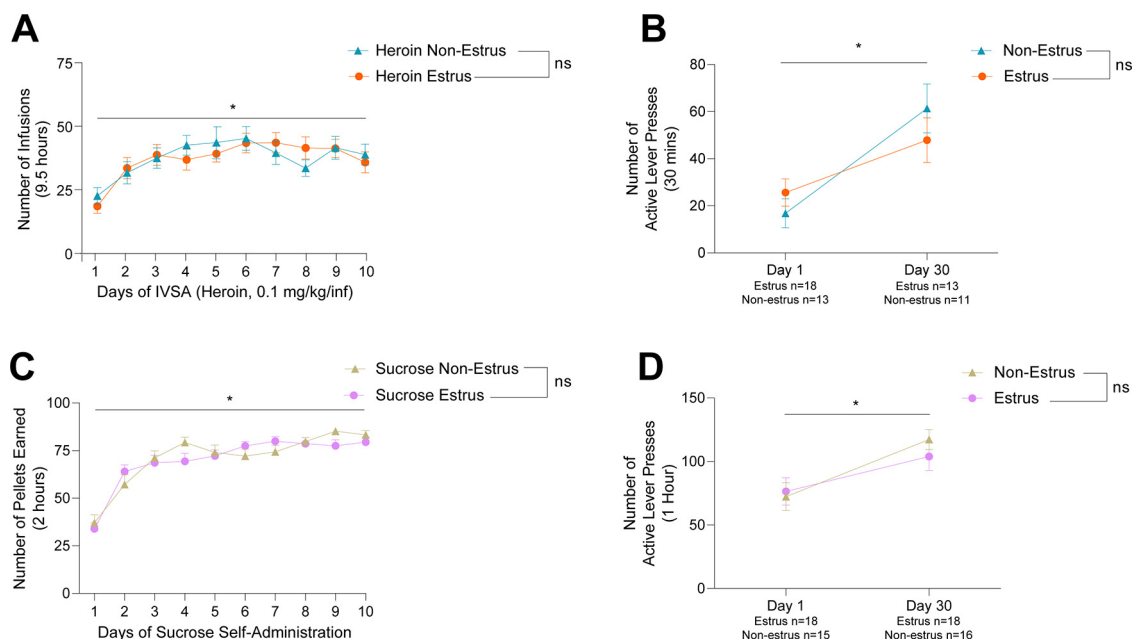 A
Heroin Non-Estrus
Heroin Estrus
ns
*
Number of Infusions
(9.5 hours)
75
50
25
0
1 2 3 4 5 6 7 8 9 10
Days of IVSA (Heroin, 0.1 mg/kg/inf)
B
Non-Estrus
Estrus
ns
*
Number of
Active Lever Presses
(30 mins)
80
60
40
20
0
Day 1 Day 30
Estrus n=18 Estrus n=13
Non-estrus n=13 Non-estrus n=11
C
Sucrose Non-Estrus
Sucrose Estrus
ns
*
Number of Pellets Earned
(2 hours)
100
75
50
25
0
1 2 3 4 5 6 7 8 9 10
Days of Sucrose Self-Administration
D
Non-Estrus
Estrus
ns
*
Number of
Active Lever Presses
(1 Hour)
150
100
50
0
Day 1 Day 30
Estrus n=18 Estrus n=18
Non-estrus n=15 Non-estrus n=16